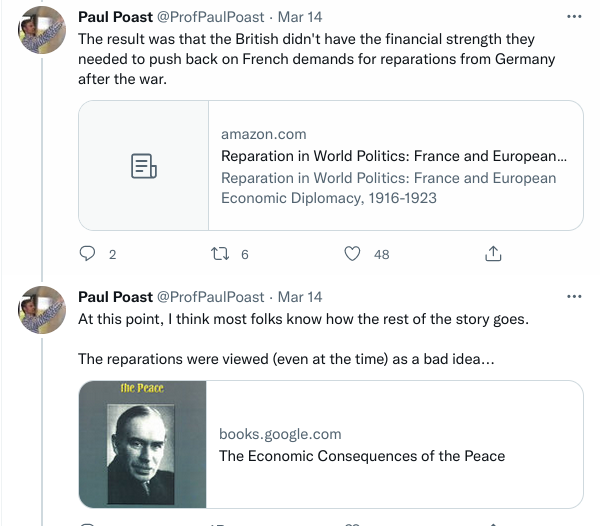 Paul Poast @ProfPaulPoast · Mar 14
The result was that the British didn't have the financial strength they
needed to push back on French demands for reparations from Germany
after the war.
amazon.com
Reparation in World Politics: France and European...
Reparation in World Politics: France and European
Economic Diplomacy, 1916-1923
2 6 48
Paul Poast @ProfPaulPoast · Mar 14
At this point, I think most folks know how the rest of the story goes.
The reparations were viewed (even at the time) as a bad idea...
the Peace
books.google.com
The Economic Consequences of the Peace